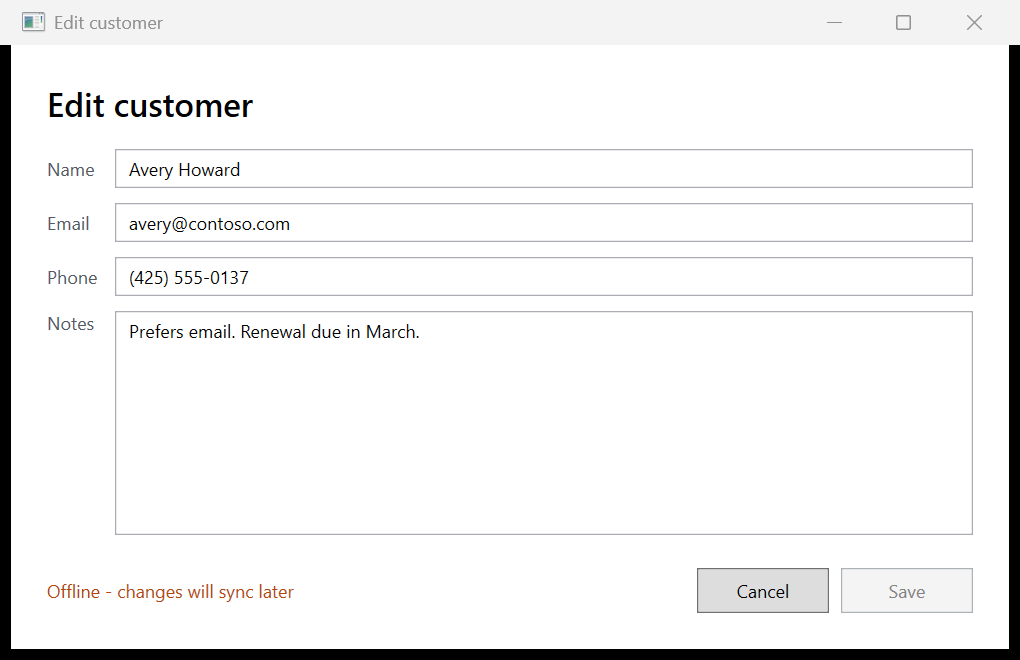 Edit customer
Edit customer
Name
Avery Howard
Email
avery@contoso.com
Phone
(425) 555-0137
Notes
Prefers email. Renewal due in March.
Offline - changes will sync later
Cancel
Save